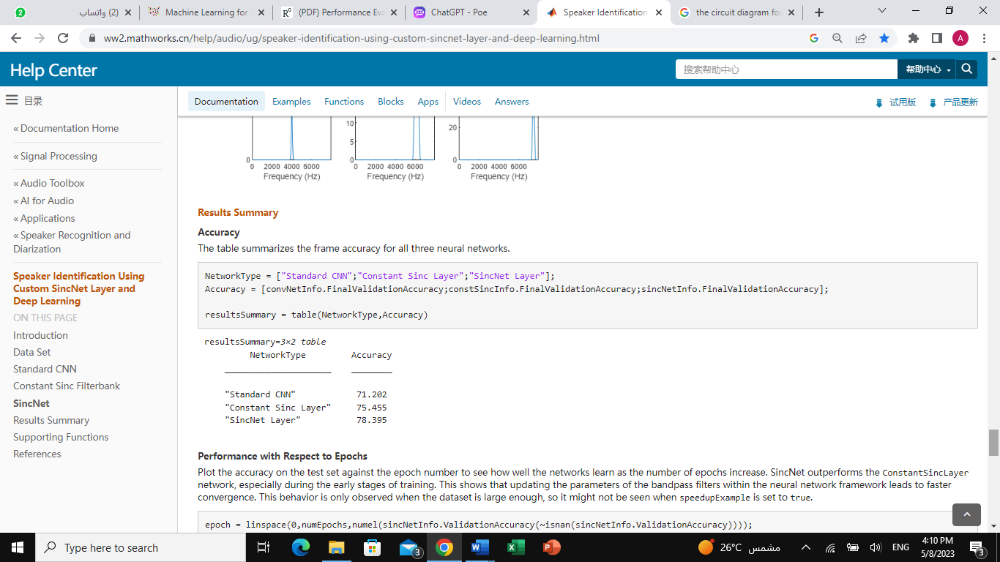 (2) واتساب
Machine Learning for
(PDF) Performance Eva
ChatGPT - Poe
Speaker Identification
the circuit diagram for
ww2.mathworks.cn/help/audio/ug/speaker-identification-using-custom-sincnet-layer-and-deep-learning.html
A
Help Center
搜索帮助中心
帮助中心
目录
Documentation Examples Functions Blocks Apps Videos Answers
试用版 产品更新
« Documentation Home
« Signal Processing
« Audio Toolbox
« AI for Audio
« Applications
« Speaker Recognition and
Diarization
Speaker Identification Using
Custom SincNet Layer and
Deep Learning
ON THIS PAGE
Introduction
Data Set
Standard CNN
Constant Sinc Filterbank
SincNet
Results Summary
Supporting Functions
References
10 20
5
0 0 0
0 2000 4000 6000 0 2000 4000 6000 0 2000 4000 6000
Frequency (Hz) Frequency (Hz) Frequency (Hz)
Results Summary
Accuracy
The table summarizes the frame accuracy for all three neural networks.
NetworkType = ["Standard CNN";"Constant Sinc Layer";"SincNet Layer"];
Accuracy = [convNetInfo.FinalValidationAccuracy;constSincInfo.FinalValidationAccuracy;sincNetInfo.FinalValidationAccuracy];
resultsSummary = table(NetworkType,Accuracy)
resultsSummary=3×2 table
NetworkType Accuracy
"Standard CNN" 71.202
"Constant Sinc Layer" 75.455
"SincNet Layer" 78.395
Performance with Respect to Epochs
Plot the accuracy on the test set against the epoch number to see how well the networks learn as the number of epochs increase. SincNet outperforms the ConstantSincLayer
network, especially during the early stages of training. This shows that updating the parameters of the bandpass filters within the neural network framework leads to faster
convergence. This behavior is only observed when the dataset is large enough, so it might not be seen when speedupExample is set to true.
epoch = linspace(0,numEpochs,numel(sincNetInfo.ValidationAccuracy(~isnan(sincNetInfo.ValidationAccuracy))));
Type here to search
3
26°C مشمس
ENG
4:10 PM
5/8/2023
3